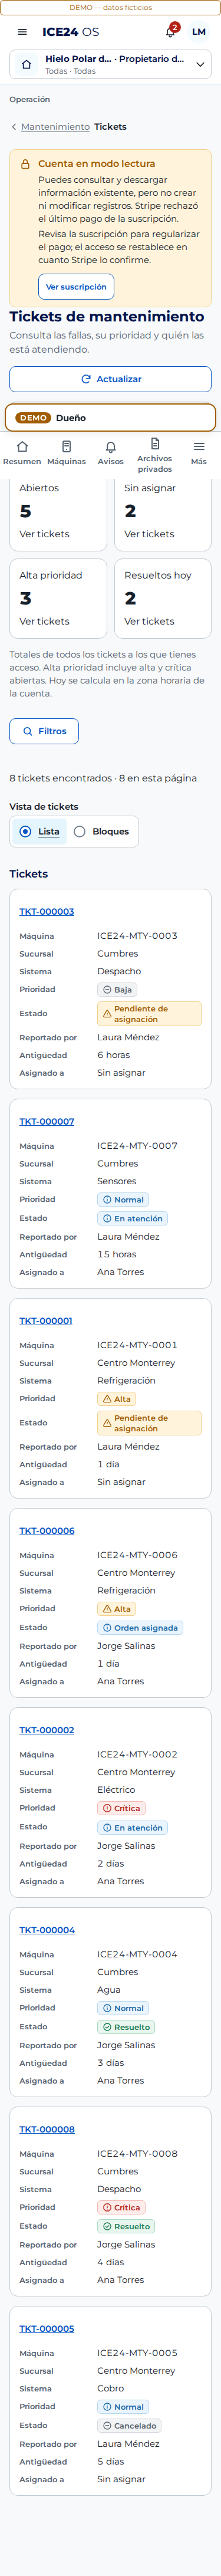 DEMO — datos ficticios
ICE24 OS
2
LM
Hielo Polar d... · Propietario d...
Todas · Todas
Operación
Mantenimiento Tickets
Cuenta en modo lectura
Puedes consultar y descargar
información existente, pero no crear
ni modificar registros. Stripe rechazó
el último pago de la suscripción.
Revisa la suscripción para regularizar
el pago; el acceso se restablece en
cuanto Stripe lo confirme.
Ver suscripción
Tickets de mantenimiento
Consulta las fallas, su prioridad y quién las
está atendiendo.
Actualizar
DEMO Dueño
Resumen
Máquinas
Avisos
Archivos
privados
Más
Abiertos
5
Ver tickets
Sin asignar
2
Ver tickets
Alta prioridad
3
Ver tickets
Resueltos hoy
2
Ver tickets
Totales de todos los tickets a los que tienes
acceso. Alta prioridad incluye alta y crítica
abiertas. Hoy se calcula en la zona horaria de
la cuenta.
Filtros
8 tickets encontrados · 8 en esta página
Vista de tickets
Lista
Bloques
Tickets
TKT-000003
Máquina ICE24-MTY-0003
Sucursal Cumbres
Sistema Despacho
Prioridad Baja
Estado Pendiente de
asignación
Reportado por Laura Méndez
Antigüedad 6 horas
Asignado a Sin asignar
TKT-000007
Máquina ICE24-MTY-0007
Sucursal Cumbres
Sistema Sensores
Prioridad Normal
Estado En atención
Reportado por Laura Méndez
Antigüedad 15 horas
Asignado a Ana Torres
TKT-000001
Máquina ICE24-MTY-0001
Sucursal Centro Monterrey
Sistema Refrigeración
Prioridad Alta
Estado Pendiente de
asignación
Reportado por Laura Méndez
Antigüedad 1 día
Asignado a Sin asignar
TKT-000006
Máquina ICE24-MTY-0006
Sucursal Centro Monterrey
Sistema Refrigeración
Prioridad Alta
Estado Orden asignada
Reportado por Jorge Salinas
Antigüedad 1 día
Asignado a Ana Torres
TKT-000002
Máquina ICE24-MTY-0002
Sucursal Centro Monterrey
Sistema Eléctrico
Prioridad Crítica
Estado En atención
Reportado por Jorge Salinas
Antigüedad 2 días
Asignado a Ana Torres
TKT-000004
Máquina ICE24-MTY-0004
Sucursal Cumbres
Sistema Agua
Prioridad Normal
Estado Resuelto
Reportado por Jorge Salinas
Antigüedad 3 días
Asignado a Ana Torres
TKT-000008
Máquina ICE24-MTY-0008
Sucursal Cumbres
Sistema Despacho
Prioridad Crítica
Estado Resuelto
Reportado por Jorge Salinas
Antigüedad 4 días
Asignado a Ana Torres
TKT-000005
Máquina ICE24-MTY-0005
Sucursal Centro Monterrey
Sistema Cobro
Prioridad Normal
Estado Cancelado
Reportado por Laura Méndez
Antigüedad 5 días
Asignado a Sin asignar